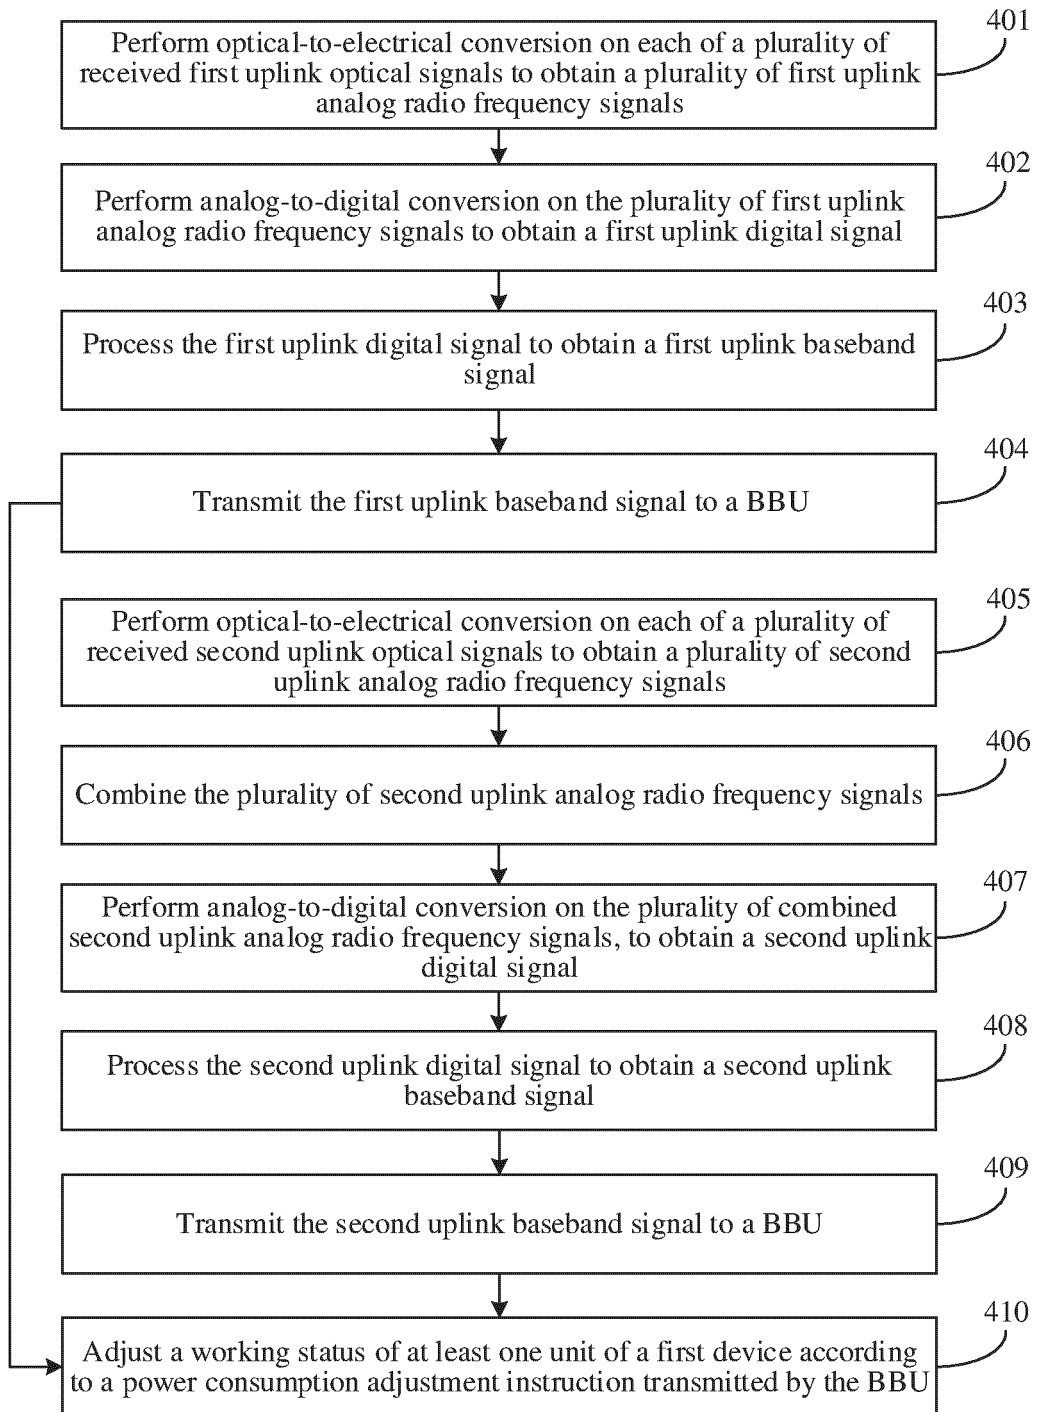 401
Perform optical-to-electrical conversion on each of a plurality of
received first uplink optical signals to obtain a plurality of first uplink
analog radio frequency signals
402
Perform analog-to-digital conversion on the plurality of first uplink
analog radio frequency signals to obtain a first uplink digital signal
403
Process the first uplink digital signal to obtain a first uplink baseband
signal
404
Transmit the first uplink baseband signal to a BBU
405
Perform optical-to-electrical conversion on each of a plurality of
received second uplink optical signals to obtain a plurality of second
uplink analog radio frequency signals
406
Combine the plurality of second uplink analog radio frequency signals
407
Perform analog-to-digital conversion on the plurality of combined
second uplink analog radio frequency signals, to obtain a second uplink
digital signal
408
Process the second uplink digital signal to obtain a second uplink
baseband signal
409
Transmit the second uplink baseband signal to a BBU
410
Adjust a working status of at least one unit of a first device according
to a power consumption adjustment instruction transmitted by the BBU